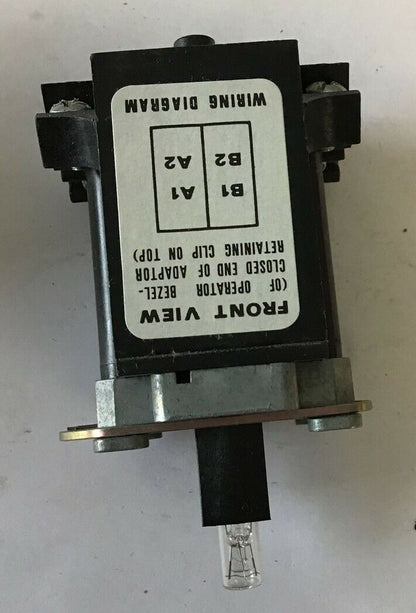 FRONT VIEW
(OF OPERATOR BEZEL-
CLOSED END OF ADAPTOR
RETAINING CLIP ON TOP)
B1 A1
B2 A2
WIRING DIAGRAM